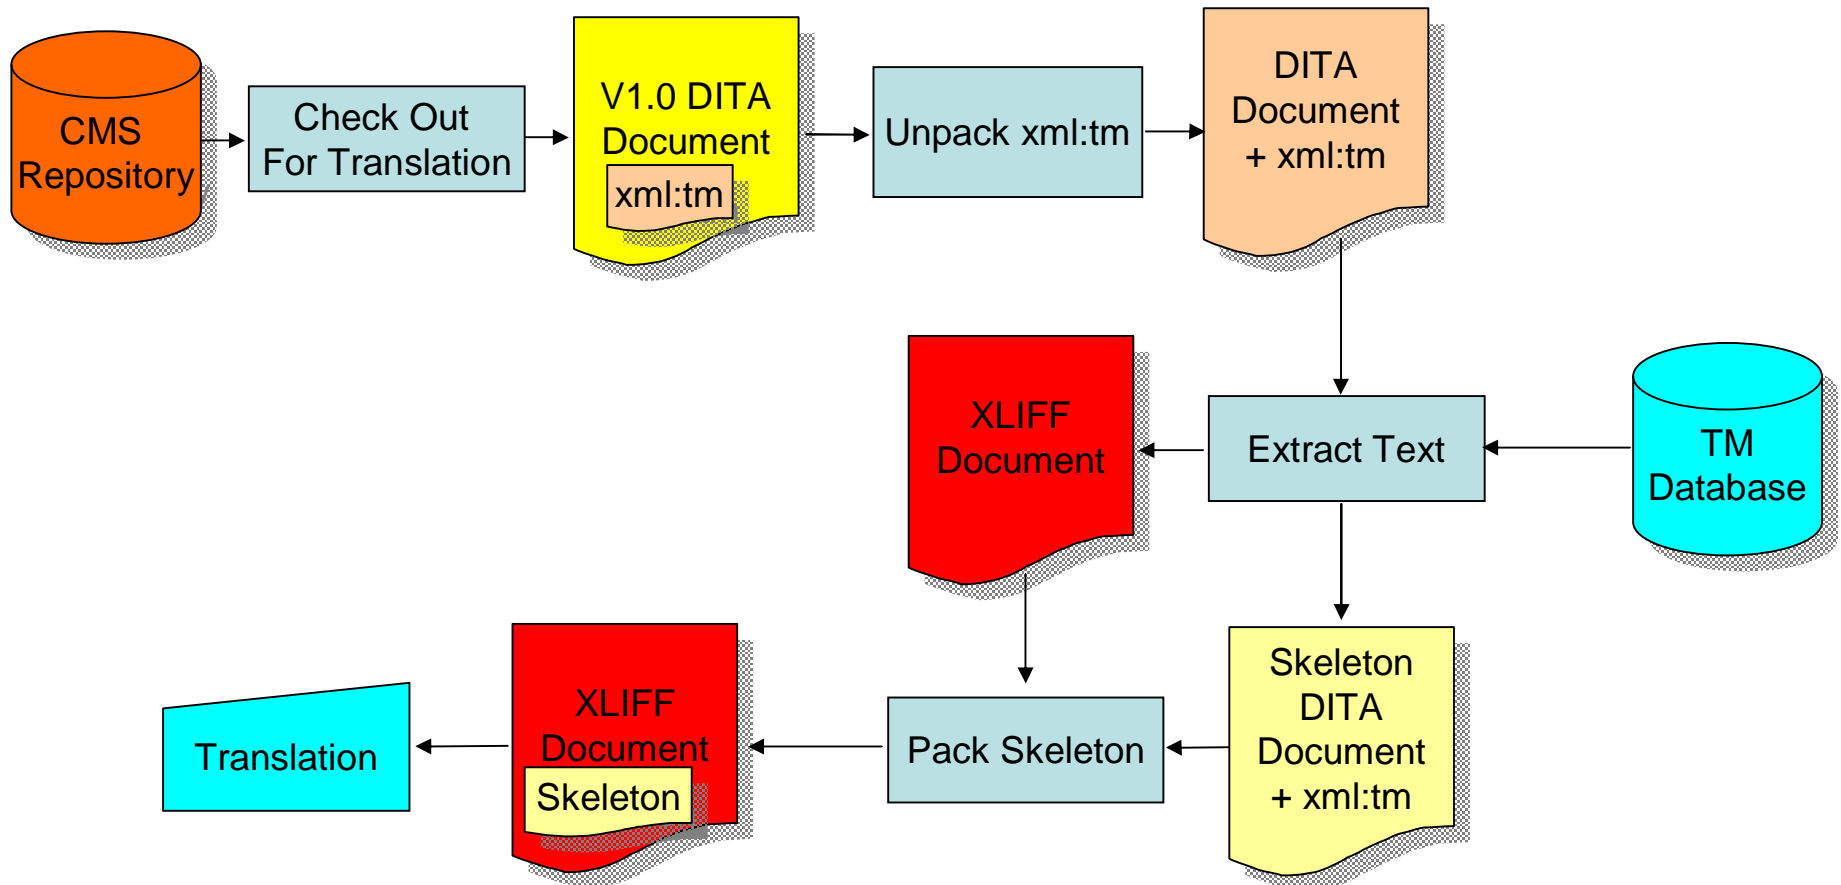 CMS
Repository
Check Out
For Translation
V1.0 DITA
Document
xml:tm
Unpack xml:tm
DITA
Document
+ xml:tm
XLIFF
Document
Extract Text
TM
Database
Translation
XLIFF
Document
Skeleton
Pack Skeleton
Skeleton
DITA
Document
+ xml:tm